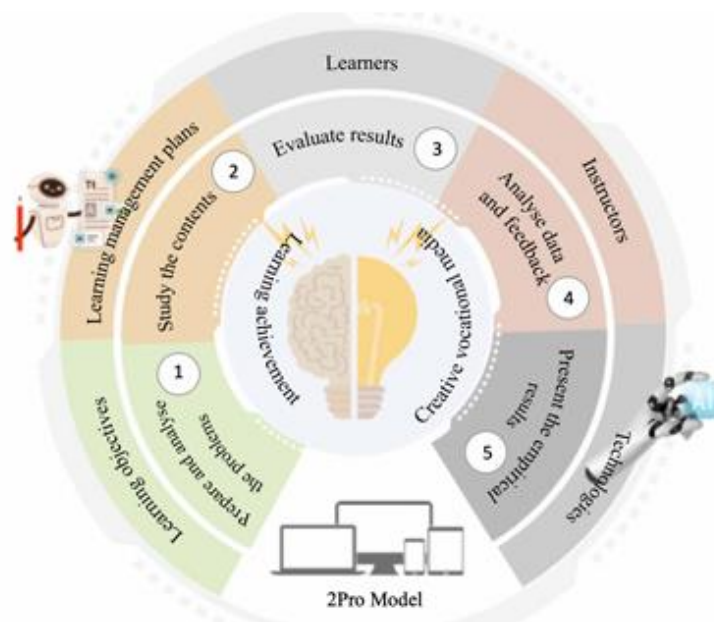 Learners
Evaluate results
3
Learning management plans
2
Study the contents
Instructors
Analyse data
and feedback
4
Learning achievement
Creative vocational media
1
Prepare and analyse
the problems
Learning objectives
Present the empirical
results
5
Technologies
2Pro Model